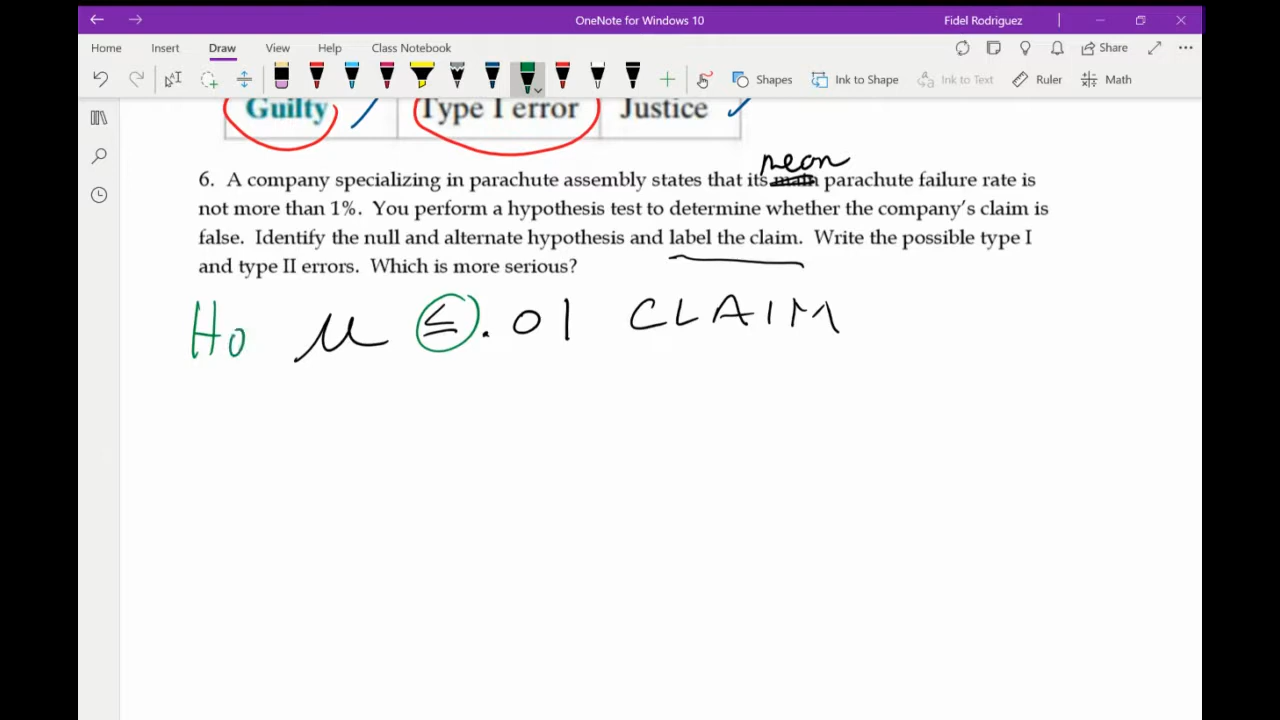 OneNote for Windows 10
Fidel Rodriguez
Home Insert Draw View Help Class Notebook Share
Shapes Ink to Shape Ink to Text Ruler Math
Guilty Type I error Justice
mean
6. A company specializing in parachute assembly states that its main parachute failure rate is
not more than 1%. You perform a hypothesis test to determine whether the company's claim is
false. Identify the null and alternate hypothesis and label the claim. Write the possible type I
and type II errors. Which is more serious?
Ho μ ≤ .01 CLAIM